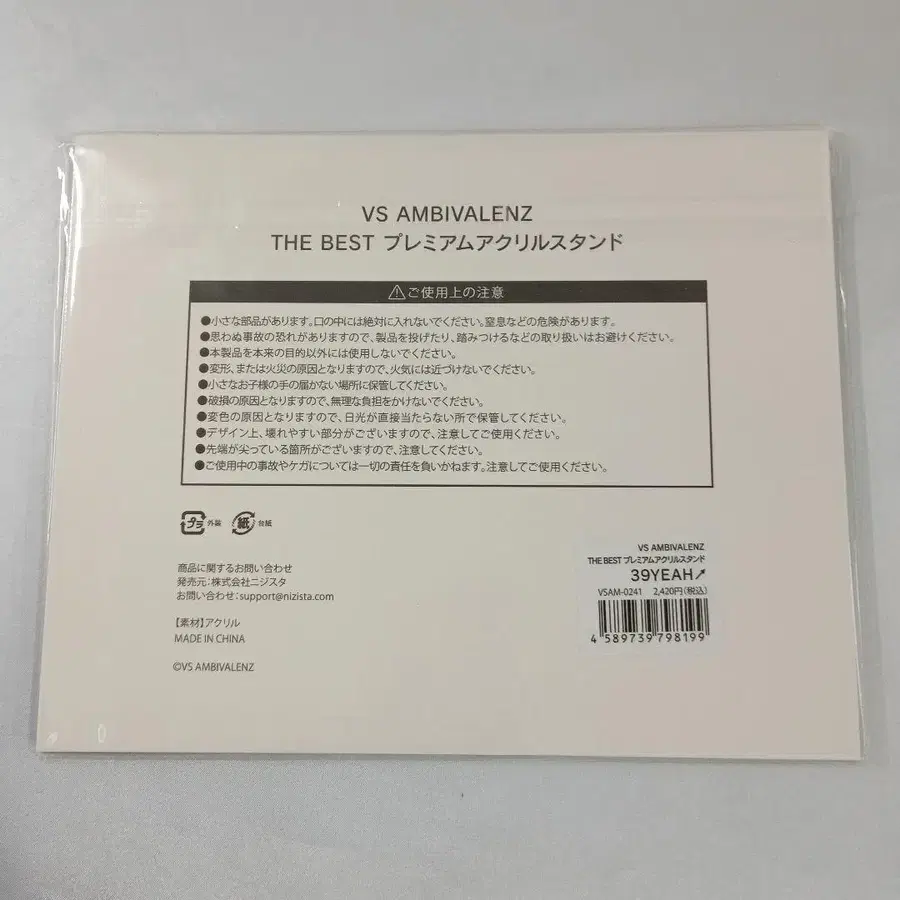 VS AMBIVALENZ
THE BEST プレミアムアクリルスタンド
⚠ご使用上の注意
●小さな部品があります。口の中には絶対に入れないでください。窒息などの危険があります。
●思わぬ事故の恐れがありますので、製品を投げたり、踏みつけるなどの取り扱いはお避けください。
●本製品を本来の目的以外には使用しないでください。
●変形、または火災の原因となりますので、火気には近づけないでください。
●小さなお子様の手の届かない場所に保管してください。
●破損の原因となりますので、無理な負担をかけないでください。
●変色の原因となりますので、日光が直接当たらない所で保管してください。
●デザイン上、壊れやすい部分がございますので、注意してご使用ください。
●先端が尖っている箇所がございますので、注意してください。
●ご使用中の事故やケガについては一切の責任を負いかねます。注意してご使用ください。
プラ 外装 紙 台紙
商品に関するお問い合わせ
発売元:株式会社ニジスタ
お問い合わせ:support@nizista.com
【素材】アクリル
MADE IN CHINA
©VS AMBIVALENZ
VS AMBIVALENZ
THE BEST プレミアムアクリルスタンド
39YEAH↗
VSAM-0241 2,420円(税込)
4 589739 798199